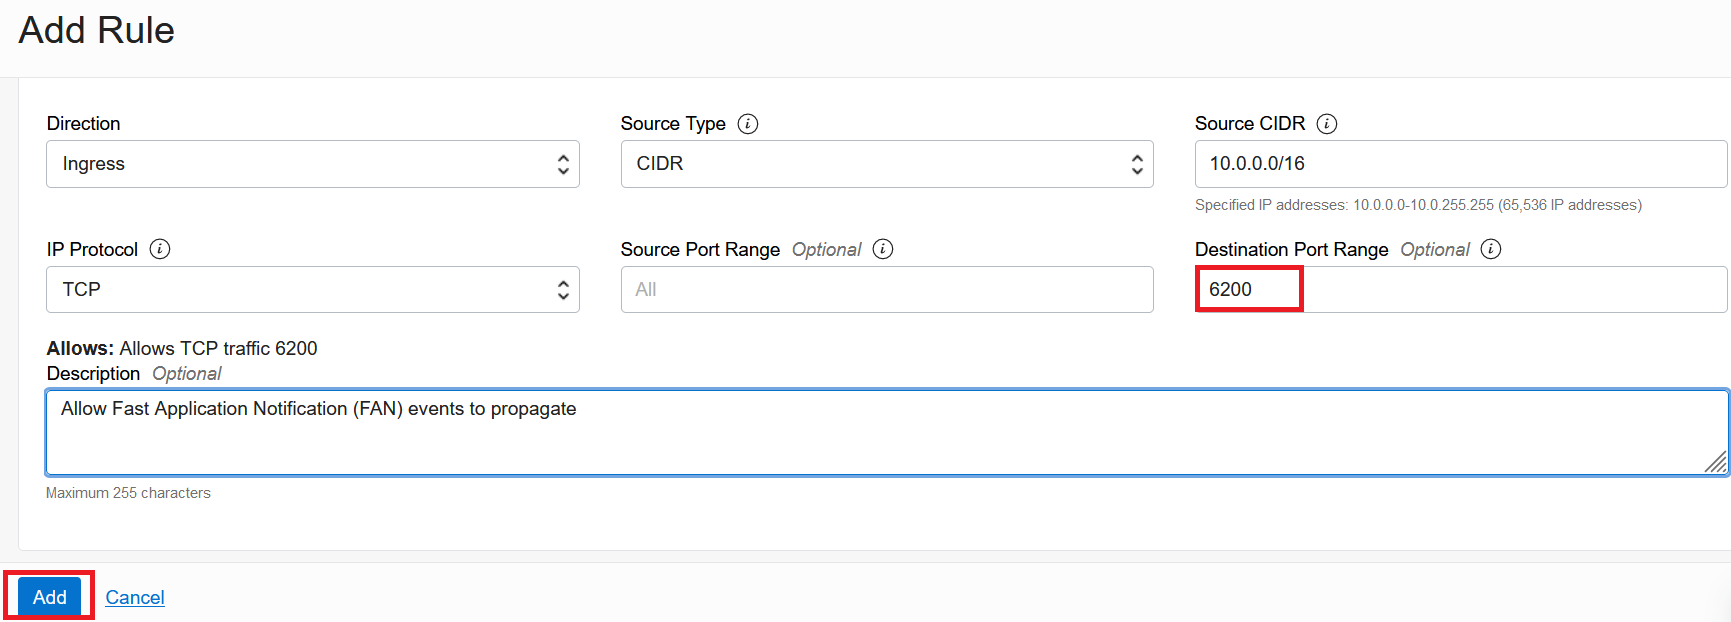 Add Rule
Direction Source Type Source CIDR
Ingress CIDR 10.0.0.0/16
Specified IP addresses: 10.0.0.0-10.0.255.255 (65,536 IP addresses)
IP Protocol Source Port Range Optional Destination Port Range Optional
TCP All 6200
Allows: Allows TCP traffic 6200
Description Optional
Allow Fast Application Notification (FAN) events to propagate
Maximum 255 characters
Add Cancel